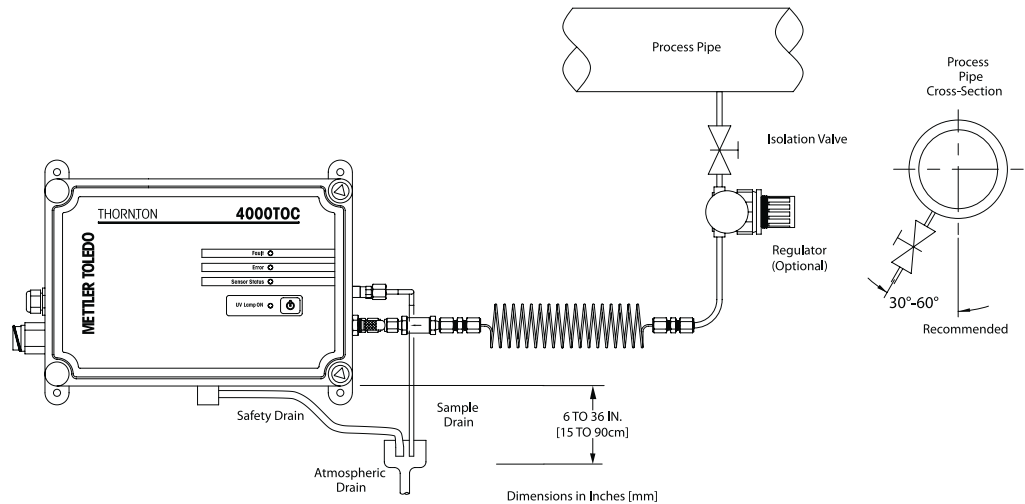 Process Pipe
Process
Pipe
Cross-Section
Isolation Valve
THORNTON
4000TOC
METTLER TOLEDO
Fault
Error
Sensor Status
UV Lamp ON
Regulator
(Optional)
30°-60°
Recommended
Safety Drain
Sample
Drain
6 TO 36 IN.
[15 TO 90cm]
Atmospheric
Drain
Dimensions in Inches [mm]